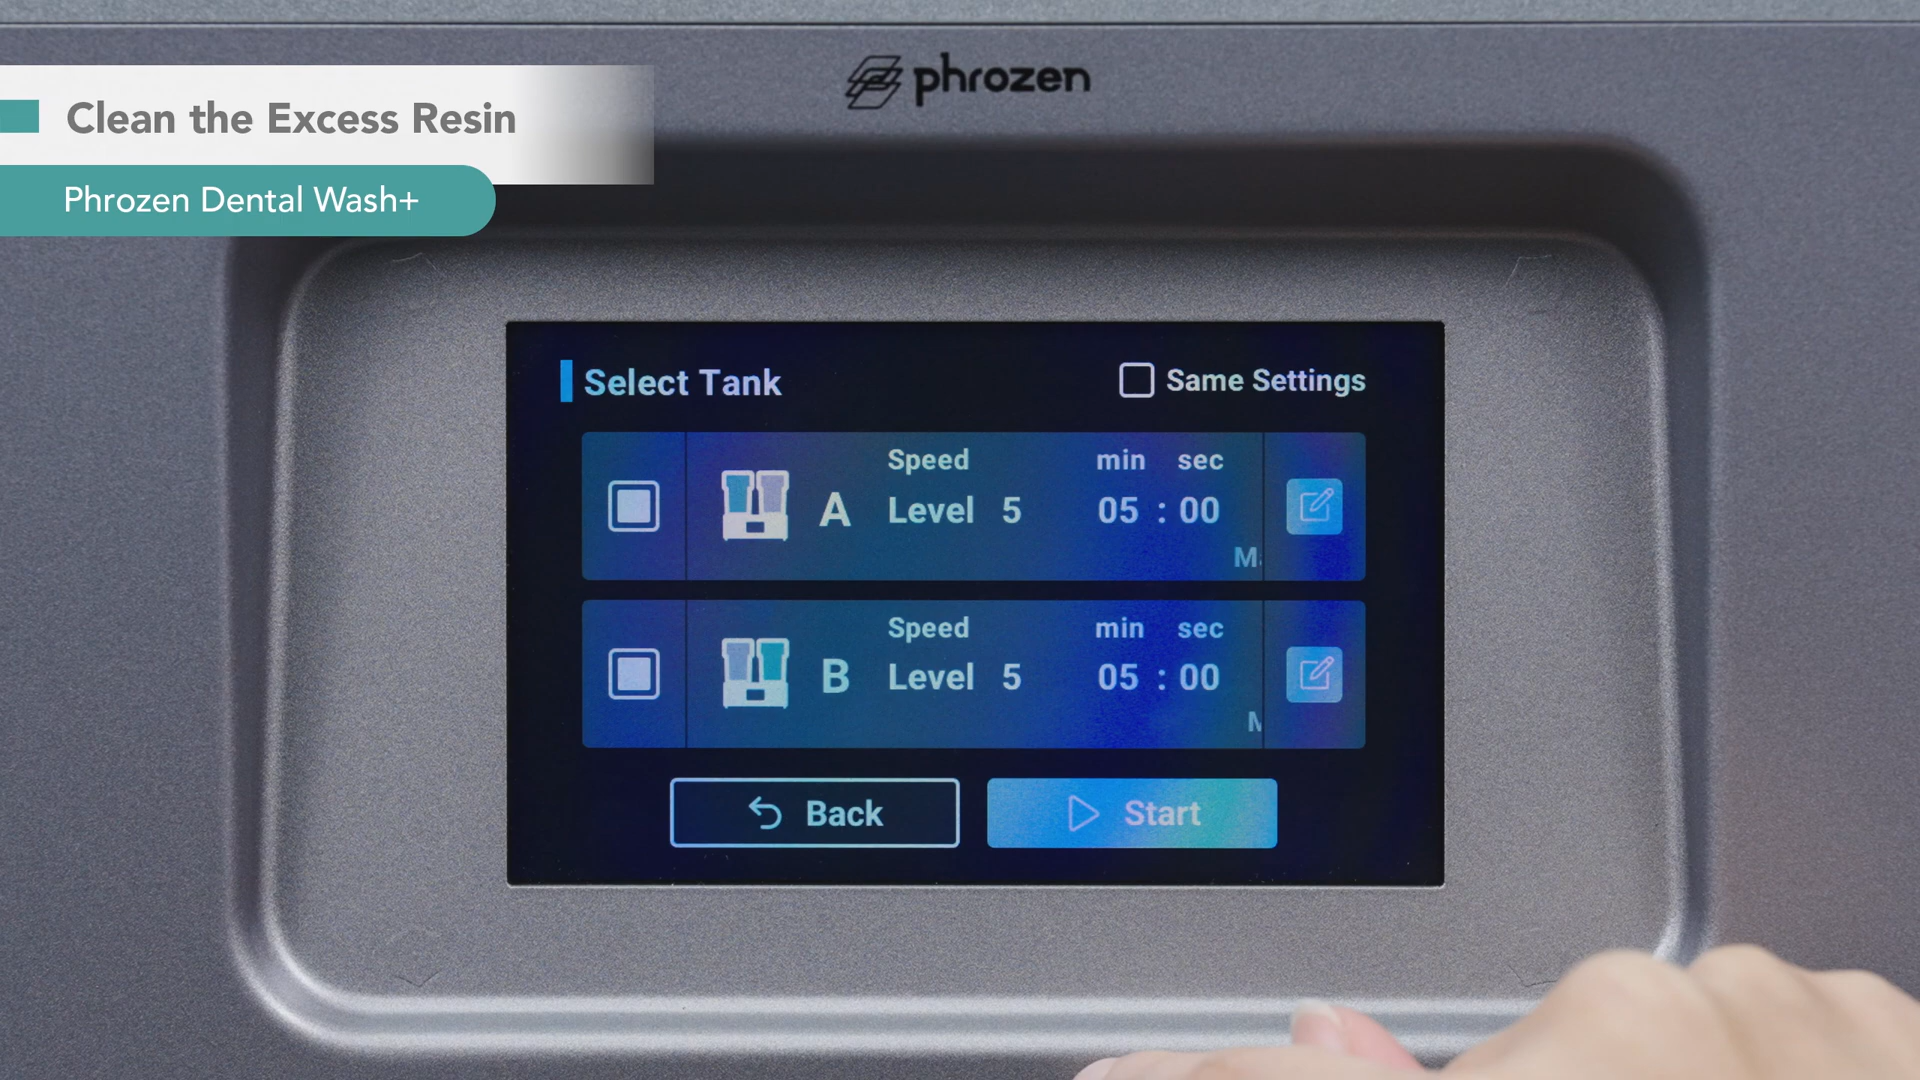 phrozen
Clean the Excess Resin
Phrozen Dental Wash+
Select Tank
Same Settings
Speed min sec
A Level 5 05 : 00
Speed min sec
B Level 5 05 : 00
Back
Start